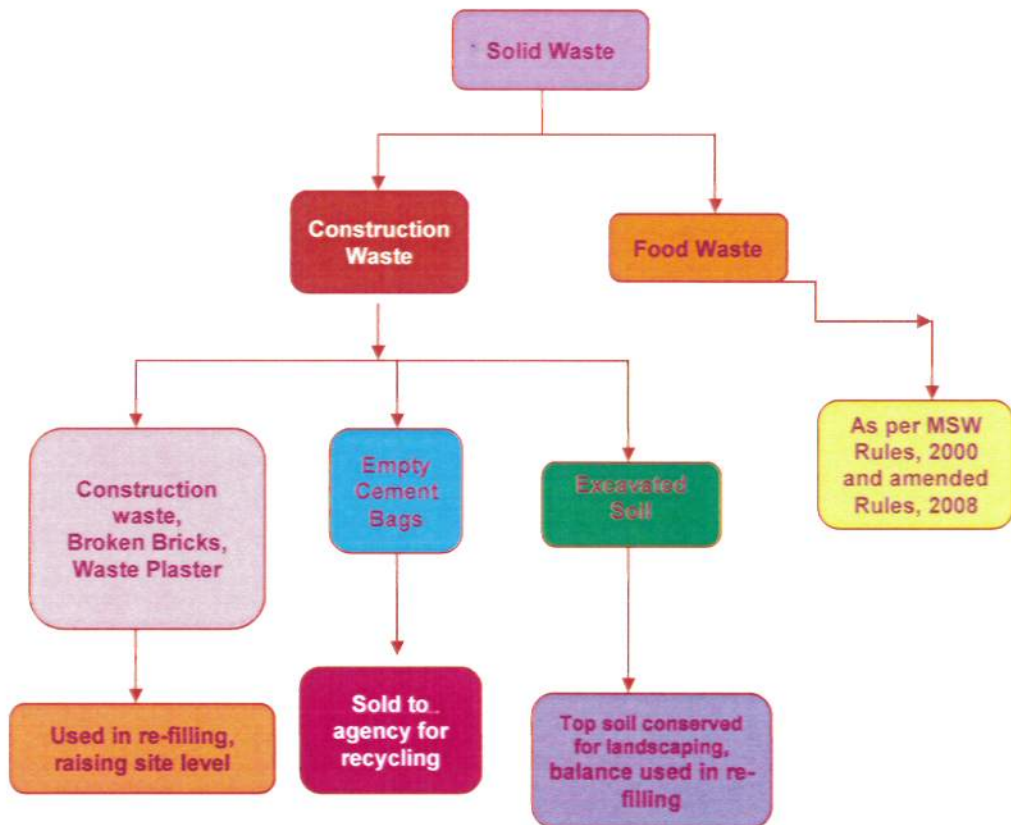 Solid Waste
Construction
Waste
Food Waste
Construction
waste,
Broken Bricks,
Waste Plaster
Empty
Cement
Bags
Excavated
Soil
As per MSW
Rules, 2000
and amended
Rules, 2008
Used in re-filling,
raising site level
Sold to
agency for
recycling
Top soil conserved
for landscaping,
balance used in re-
filling